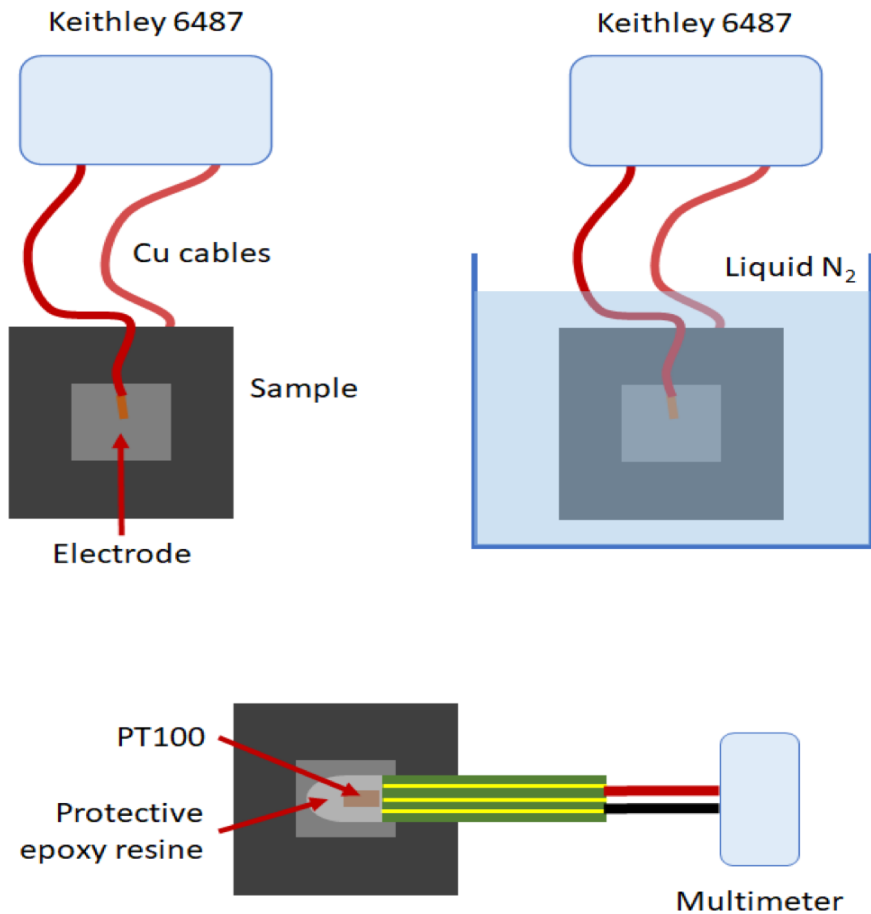 Keithley 6487
Keithley 6487
Cu cables
Liquid N₂
Sample
Electrode
PT100
Protective
epoxy resine
Multimeter